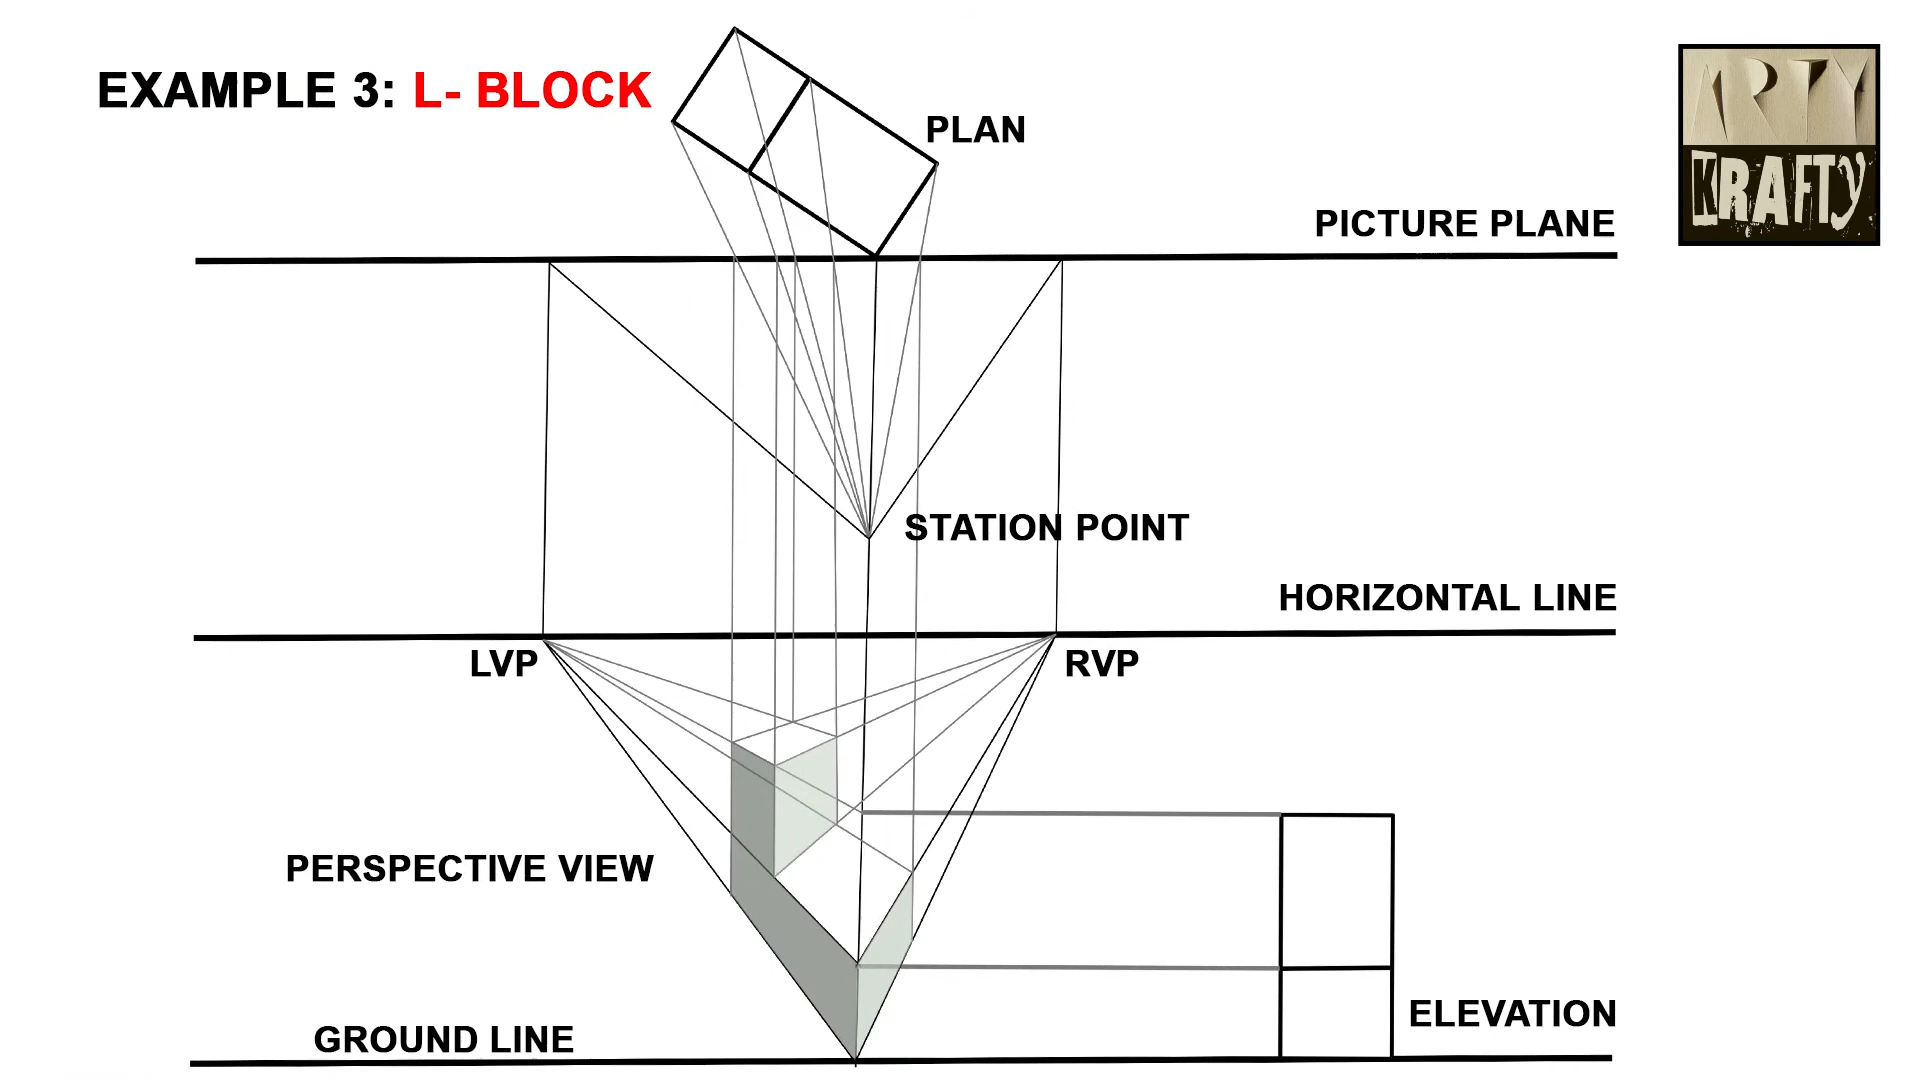 EXAMPLE 3: L- BLOCK
ARTY
KRAFTY
PLAN
PICTURE PLANE
STATION POINT
HORIZONTAL LINE
LVP
RVP
PERSPECTIVE VIEW
ELEVATION
GROUND LINE